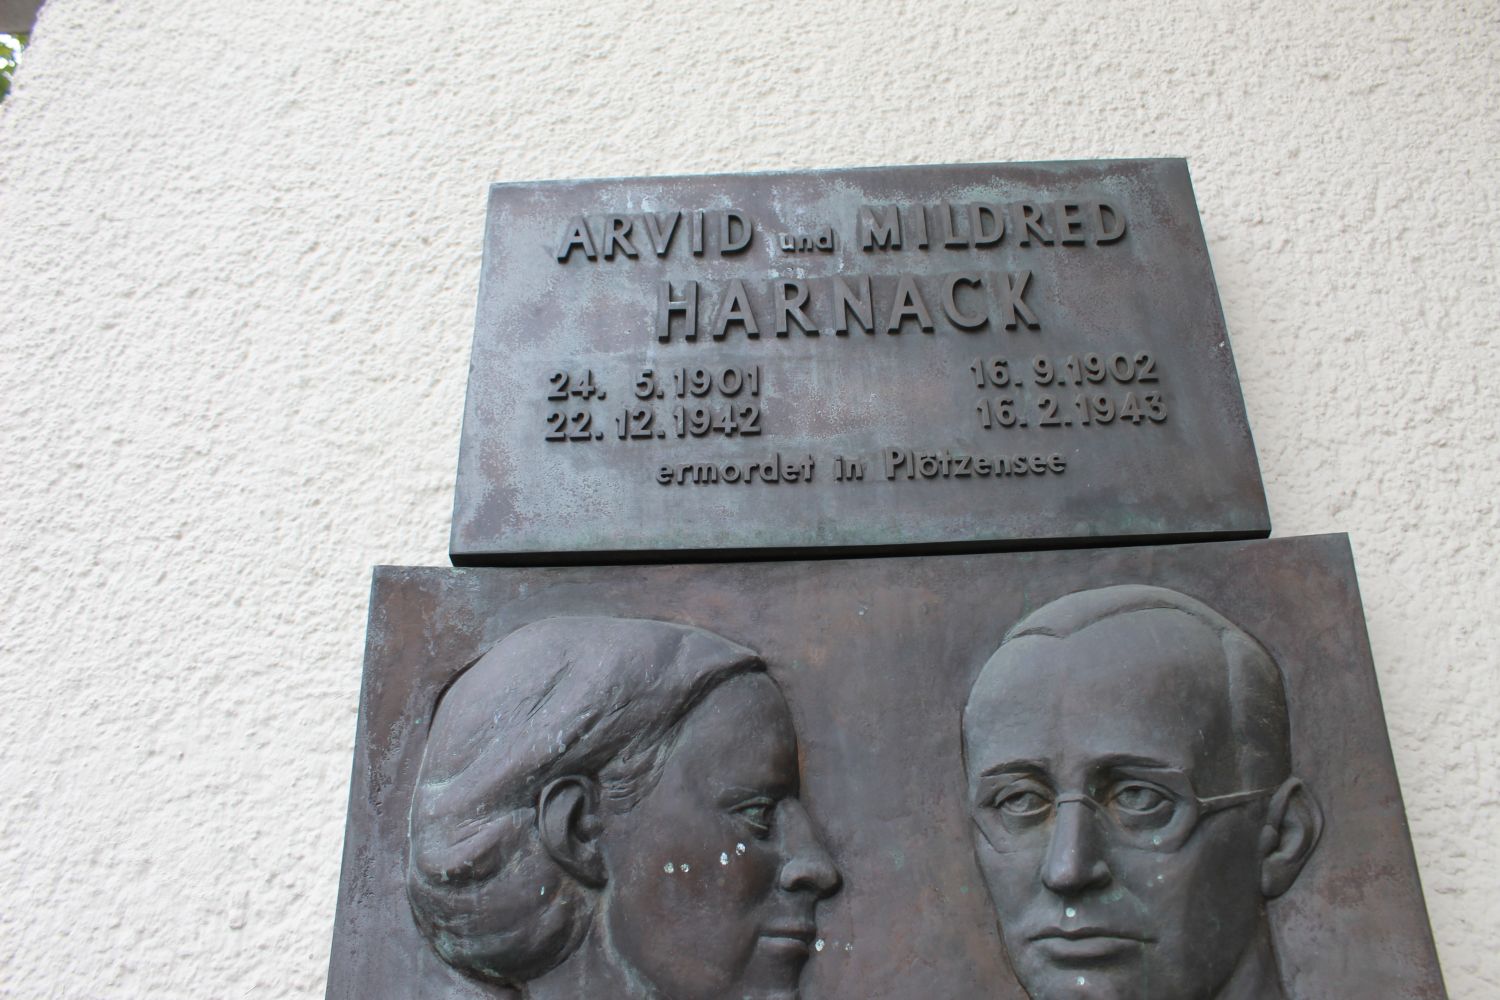 ARVID und MILDRED
HARNACK
24. 5.1901 16. 9.1902
22.12.1942 16. 2.1943
ermordet in Plötzensee